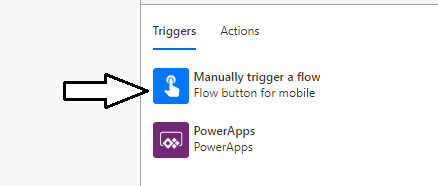 Triggers Actions
Manually trigger a flow
Flow button for mobile
PowerApps
PowerApps